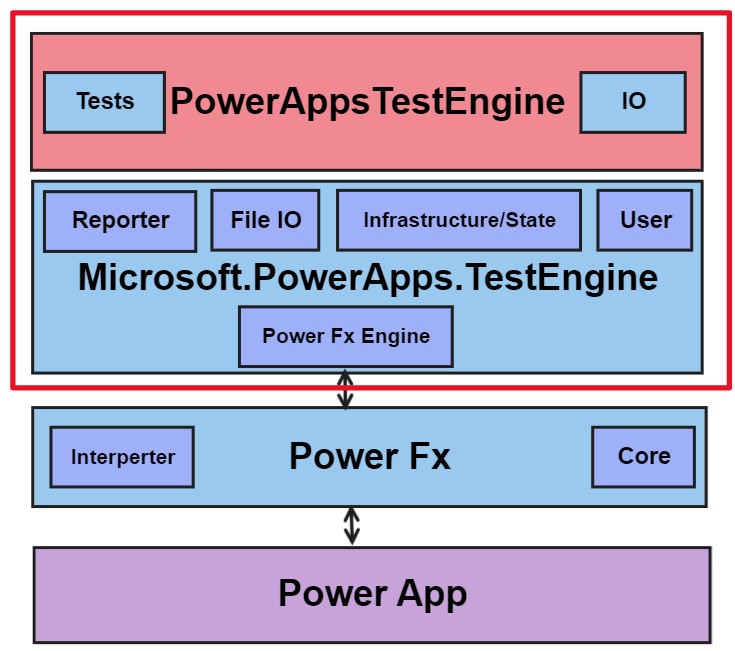 Tests
PowerAppsTestEngine
IO
Reporter
File IO
Infrastructure/State
User
Microsoft.PowerApps.TestEngine
Power Fx Engine
Interperter
Power Fx
Core
Power App